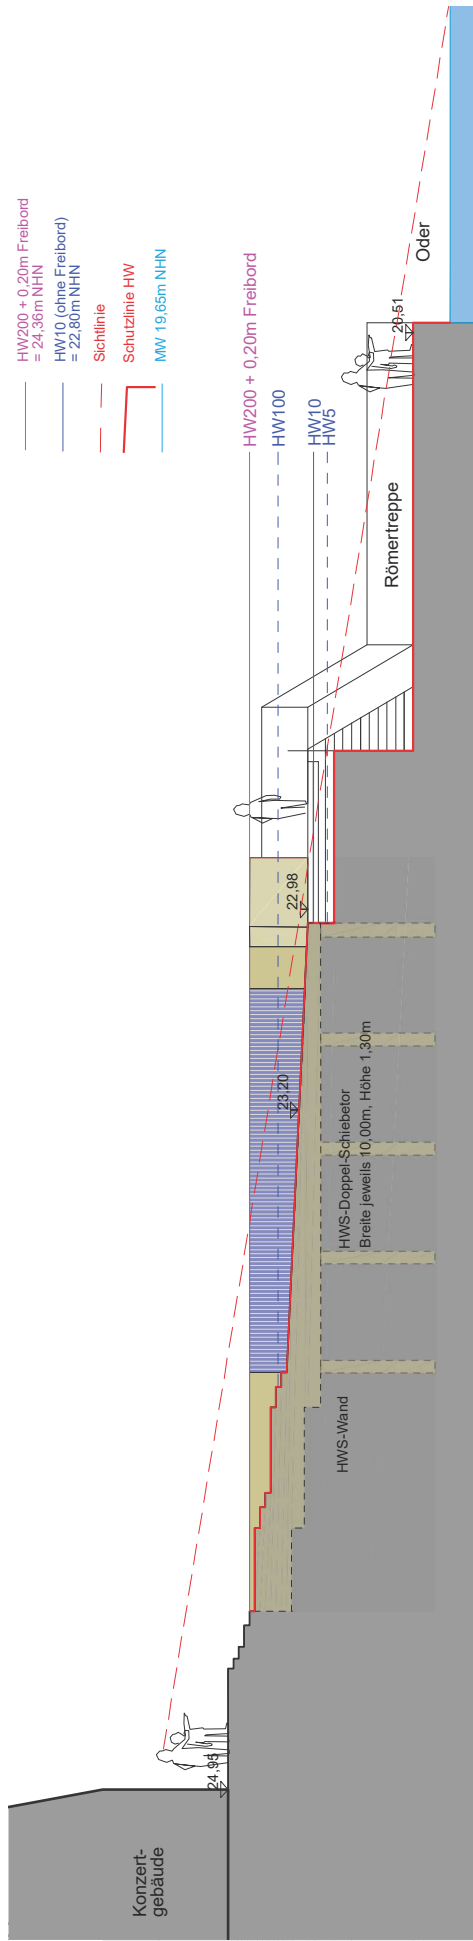 HW200 + 0,20m Freibord
= 24,36m NHN
HW10 (ohne Freibord)
= 22,80m NHN
Sichtlinie
Schutzlinie HW
MW 19,65m NHN
HW200 + 0,20m Freibord
HW100
HW10
HW5
Konzert-
gebäude
24,95
HWS-Wand
HWS-Doppel-Schiebetor
Breite jeweils 10,00m, Höhe 1,30m
23,20
22,98
Römertreppe
20,51
Oder